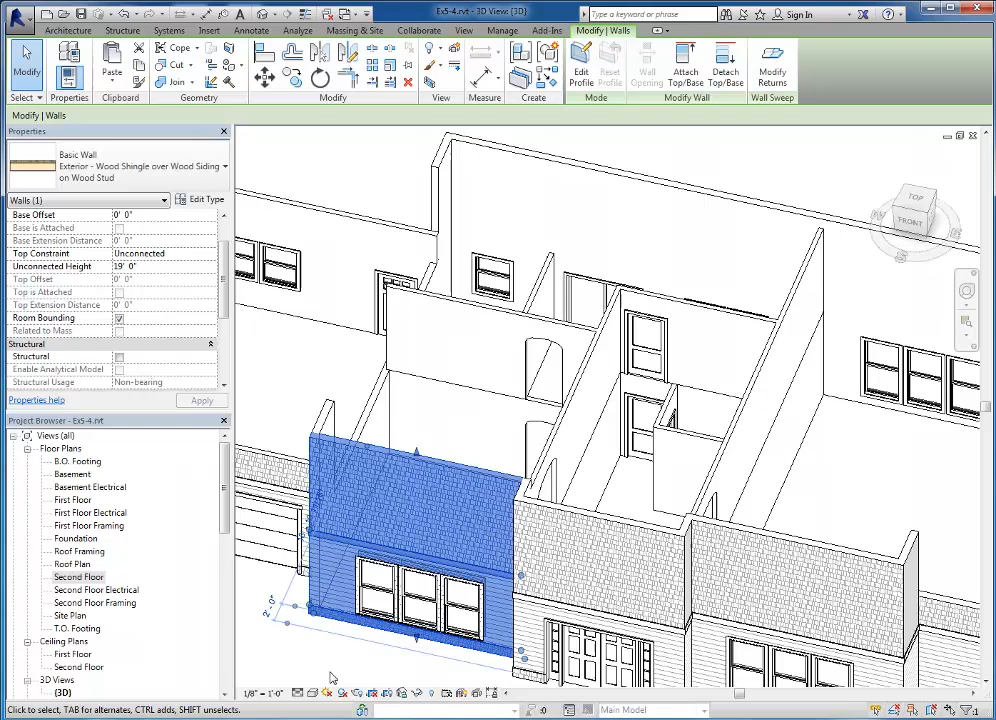 Ex5-4.rvt - 3D View: {3D}
Type a keyword or phrase
Sign In
Architecture Structure Systems Insert Annotate Analyze Massing & Site Collaborate View Manage Add-Ins Modify | Walls
Modify
Properties
Paste
Cope
Cut
Join
Edit Profile
Reset Profile
Wall Opening
Attach Top/Base
Detach Top/Base
Modify Returns
Select Properties Clipboard Geometry Modify View Measure Create Mode Modify Wall Wall Sweep
Modify | Walls
Properties
Basic Wall
Exterior - Wood Shingle over Wood Siding on Wood Stud
Walls (1)
Edit Type
Base Offset 0' 0"
Base is Attached
Base Extension Distance 0' 0"
Top Constraint Unconnected
Unconnected Height 19' 0"
Top Offset 0' 0"
Top is Attached
Top Extension Distance 0' 0"
Room Bounding
Related to Mass
Structural
Structural
Enable Analytical Model
Structural Usage Non-bearing
Properties help
Apply
Project Browser - Ex5-4.rvt
Views (all)
Floor Plans
B.O. Footing
Basement
Basement Electrical
First Floor
First Floor Electrical
First Floor Framing
Foundation
Roof Framing
Roof Plan
Second Floor
Second Floor Electrical
Second Floor Framing
Site Plan
T.O. Footing
Ceiling Plans
First Floor
Second Floor
3D Views
{3D}
TOP
FRONT
2' - 0"
1/8" = 1'-0"
Click to select, TAB for alternates, CTRL adds, SHIFT unselects.
:0
Main Model
:1